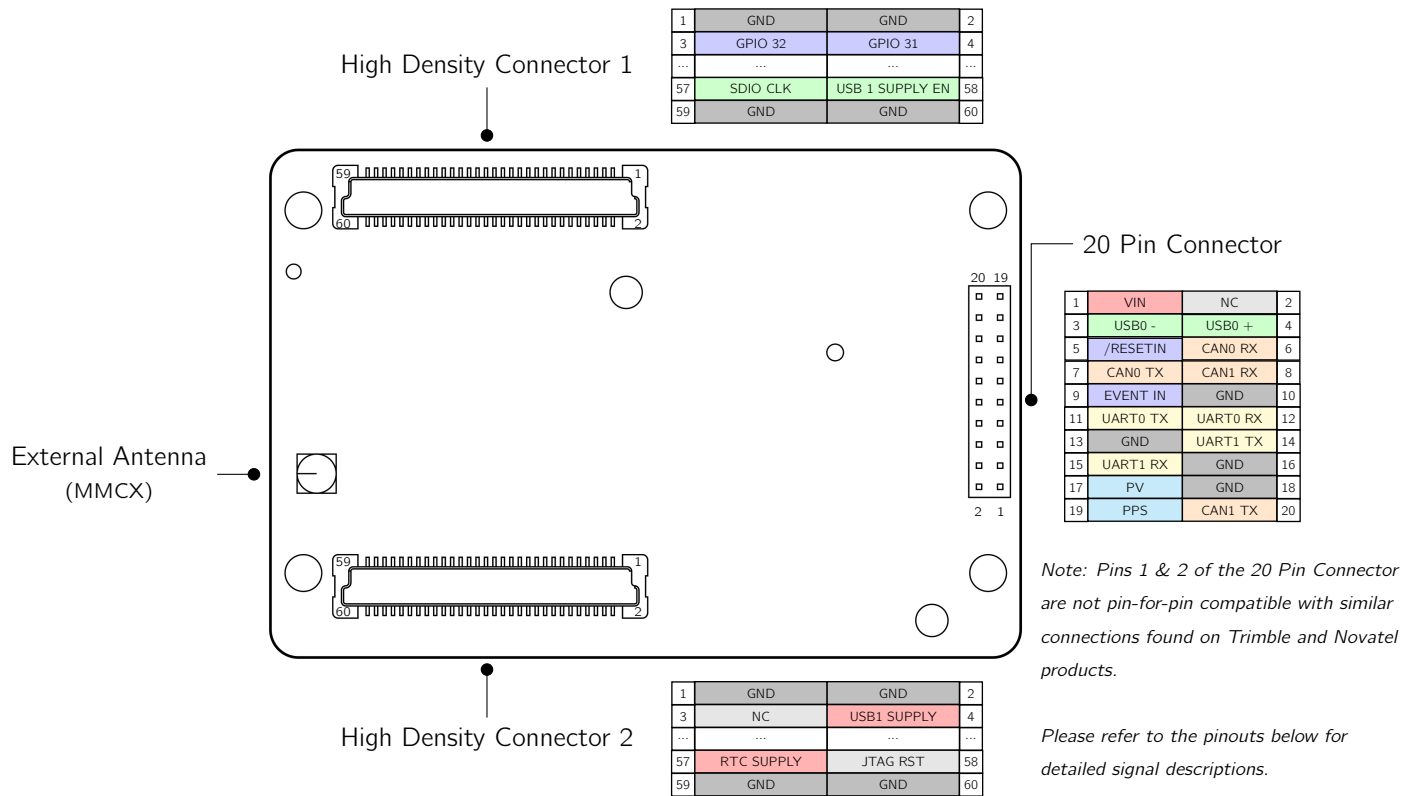 1 GND GND 2
3 GPIO 32 GPIO 31 4
... ... ... ...
57 SDIO CLK USB 1 SUPPLY EN 58
59 GND GND 60
High Density Connector 1
59 1
60 2
20 Pin Connector
20 19
2 1
1 VIN NC 2
3 USB0 - USB0 + 4
5 /RESETIN CAN0 RX 6
7 CAN0 TX CAN1 RX 8
9 EVENT IN GND 10
11 UART0 TX UART0 RX 12
13 GND UART1 TX 14
15 UART1 RX GND 16
17 PV GND 18
19 PPS CAN1 TX 20
External Antenna
(MMCX)
59 1
60 2
Note: Pins 1 & 2 of the 20 Pin Connector
are not pin-for-pin compatible with similar
connections found on Trimble and Novatel
products.
Please refer to the pinouts below for
detailed signal descriptions.
High Density Connector 2
1 GND GND 2
3 NC USB1 SUPPLY 4
... ... ... ...
57 RTC SUPPLY JTAG RST 58
59 GND GND 60